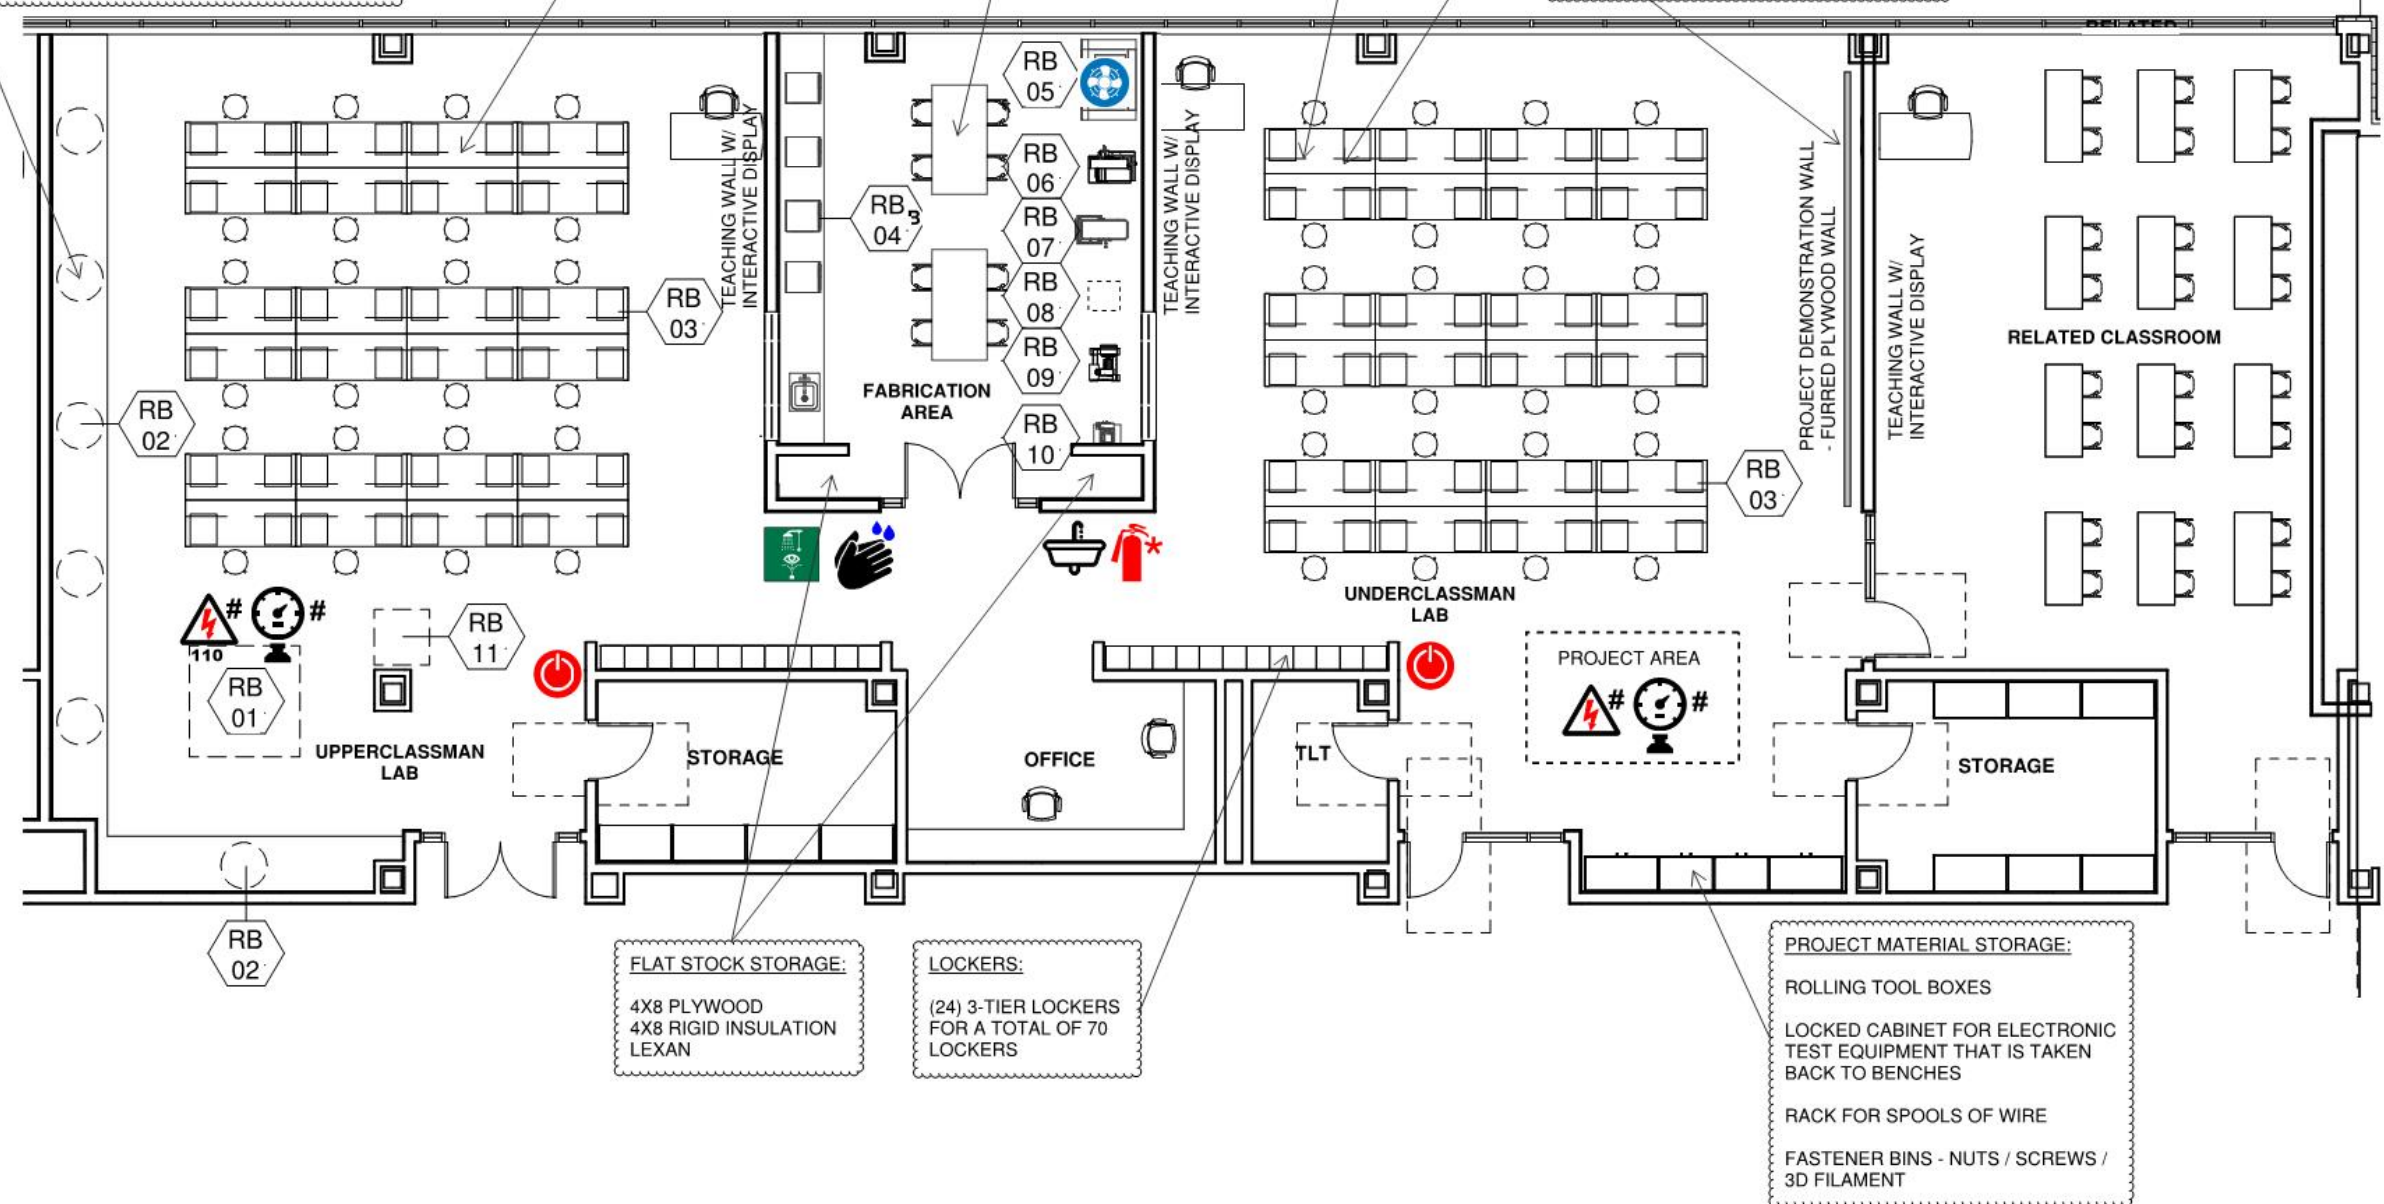 RELATED
RB
05
RB
06
RB
07
RB
08
RB
09
RB
10
RB 3
04
FABRICATION
AREA
TEACHING WALL W/
INTERACTIVE DISPLAY
TEACHING WALL W/
INTERACTIVE DISPLAY
PROJECT DEMONSTRATION WALL
- FURRED PLYWOOD WALL
TEACHING WALL W/
INTERACTIVE DISPLAY
RELATED CLASSROOM
RB
03
RB
02
RB
03
UNDERCLASSMAN
LAB
#
#
110
RB
11
RB
01
UPPERCLASSMAN
LAB
*
STORAGE
OFFICE
TLT
PROJECT AREA
#
#
STORAGE
RB
02
FLAT STOCK STORAGE:
4X8 PLYWOOD
4X8 RIGID INSULATION
LEXAN
LOCKERS:
(24) 3-TIER LOCKERS
FOR A TOTAL OF 70
LOCKERS
PROJECT MATERIAL STORAGE:
ROLLING TOOL BOXES
LOCKED CABINET FOR ELECTRONIC
TEST EQUIPMENT THAT IS TAKEN
BACK TO BENCHES
RACK FOR SPOOLS OF WIRE
FASTENER BINS - NUTS / SCREWS /
3D FILAMENT